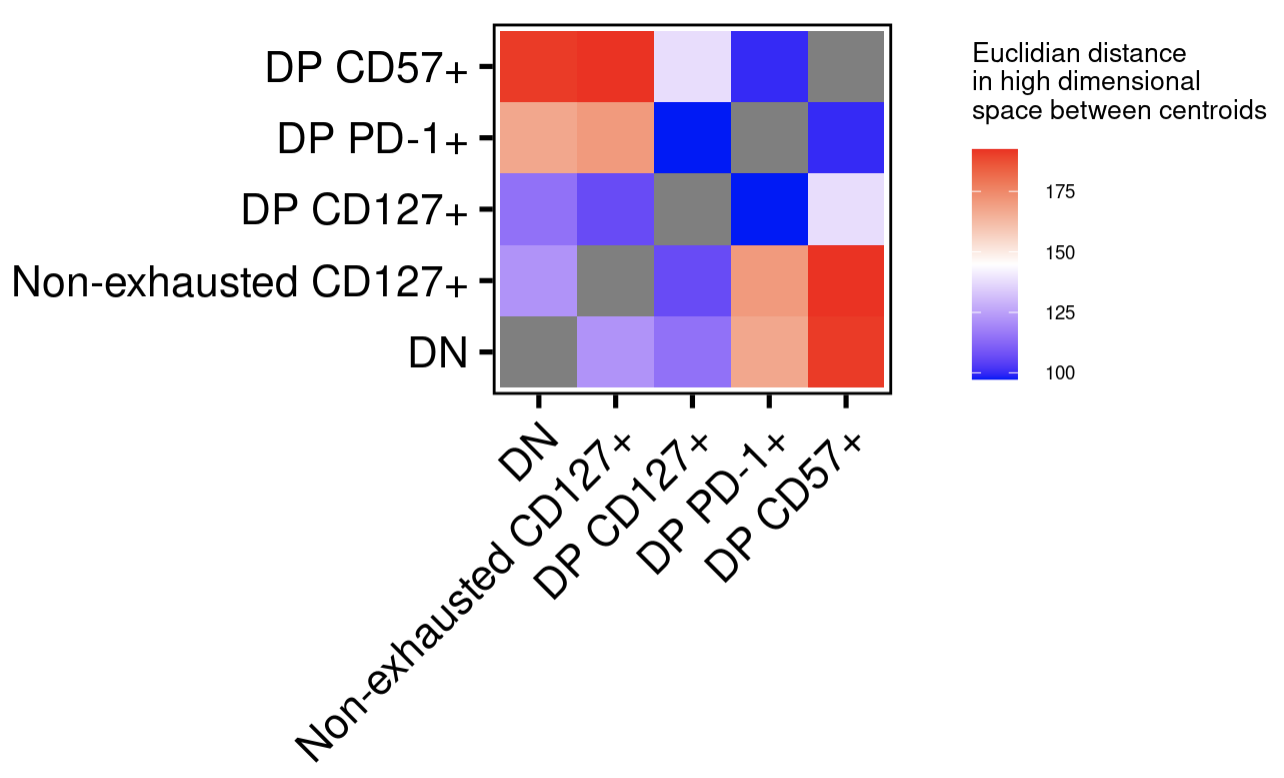 DP CD57+
DP PD-1+
DP CD127+
Non-exhausted CD127+
DN
DN
Non-exhausted CD127+
DP CD127+
DP PD-1+
DP CD57+
Euclidian distance
in high dimensional
space between centroids
175
150
125
100